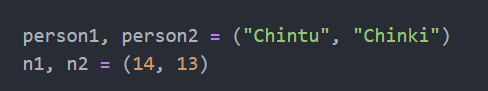 person1, person2 = ("Chintu", "Chinki")
n1, n2 = (14, 13)